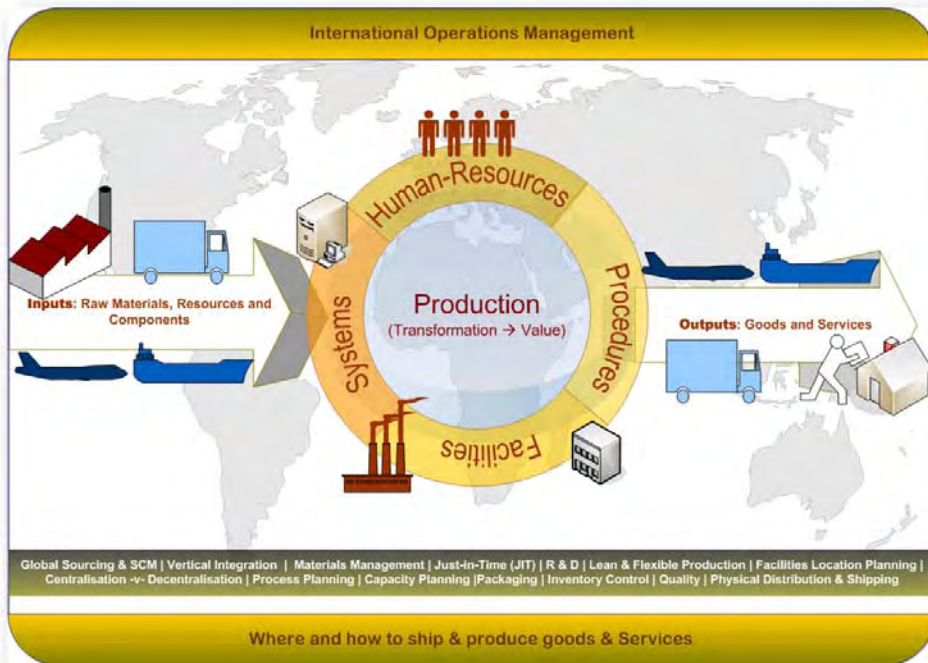 International Operations Management
Human-Resources
Inputs: Raw Materials, Resources and
Components
Systems
Production
(Transformation → Value)
Procedures
Outputs: Goods and Services
Facilities
Global Sourcing & SCM | Vertical Integration | Materials Management | Just-in-Time (JIT) | R & D | Lean & Flexible Production | Facilities Location Planning |
Centralisation -v- Decentralisation | Process Planning | Capacity Planning |Packaging | Inventory Control | Quality | Physical Distribution & Shipping
Where and how to ship & produce goods & Services